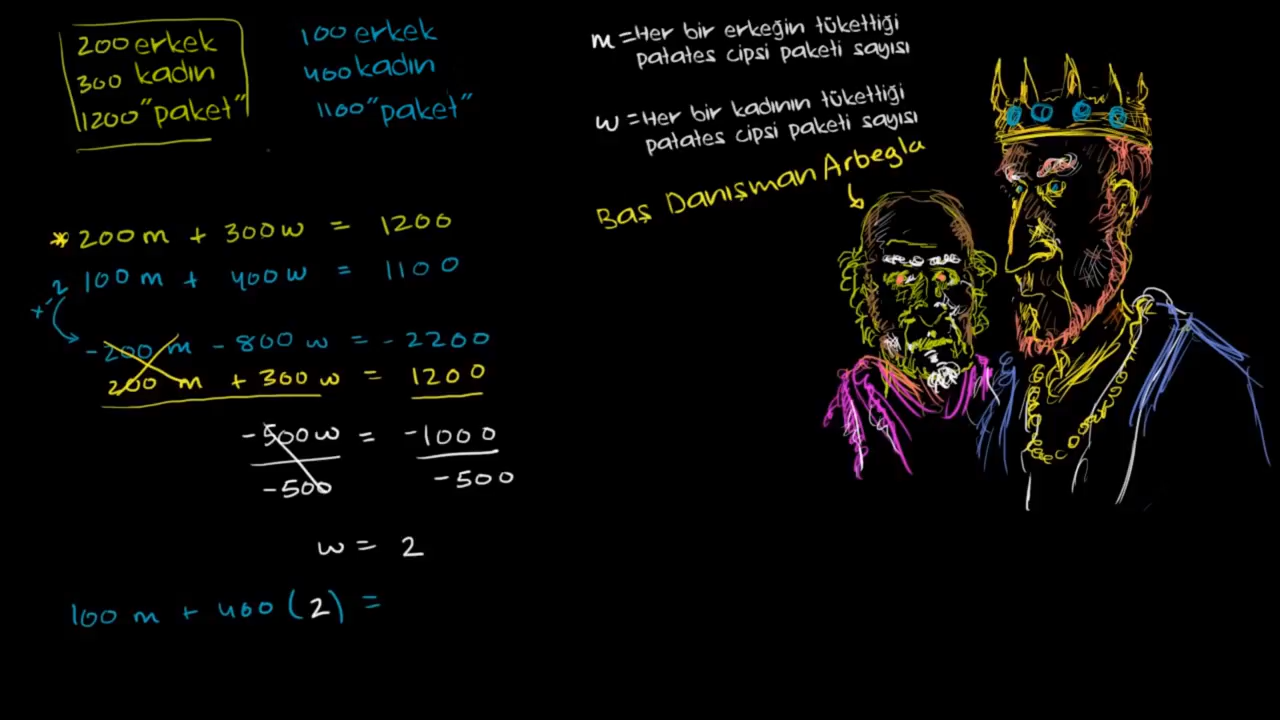 200 erkek
300 kadın
1200 "paket"
100 erkek
400 kadın
1100 "paket"
m = Her bir erkeğin tükettiği
patates cipsi paketi sayısı
w = Her bir kadının tükettiği
patates cipsi paketi sayısı
Baş Danışman Arbegla
* 200 m + 300 w = 1200
100 m + 400 w = 1100
x -2
-200 m - 800 w = -2200
200 m + 300 w = 1200
-500 w = -1000
-500 -500
w = 2
100 m + 400 (2) =